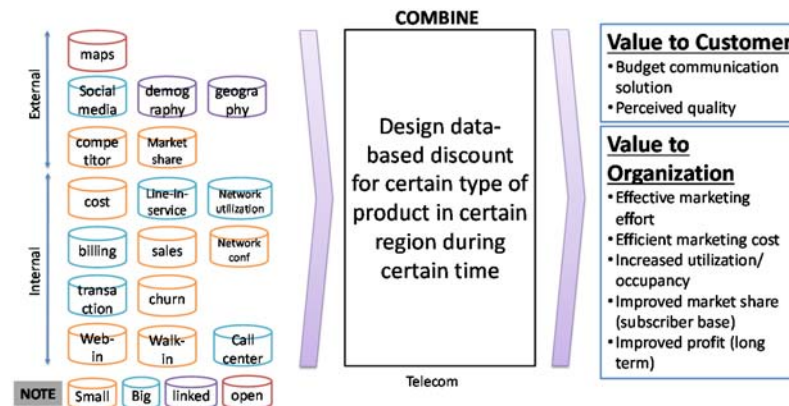 COMBINE
External
maps
Social
media
demog
raphy
geogra
phy
compe
titor
Market
share
Internal
cost
Line-in-
service
Network
utilization
billing
sales
Network
conf
transa
ction
churn
Web-
in
Walk-
in
Call
center
NOTE
Small
Big
linked
open
Design data-
based discount
for certain type of
product in certain
region during
certain time
Telecom
Value to Customer
•Budget communication
solution
•Perceived quality
Value to
Organization
•Effective marketing
effort
•Efficient marketing cost
•Increased utilization/
occupancy
•Improved market share
(subscriber base)
•Improved profit (long
term)